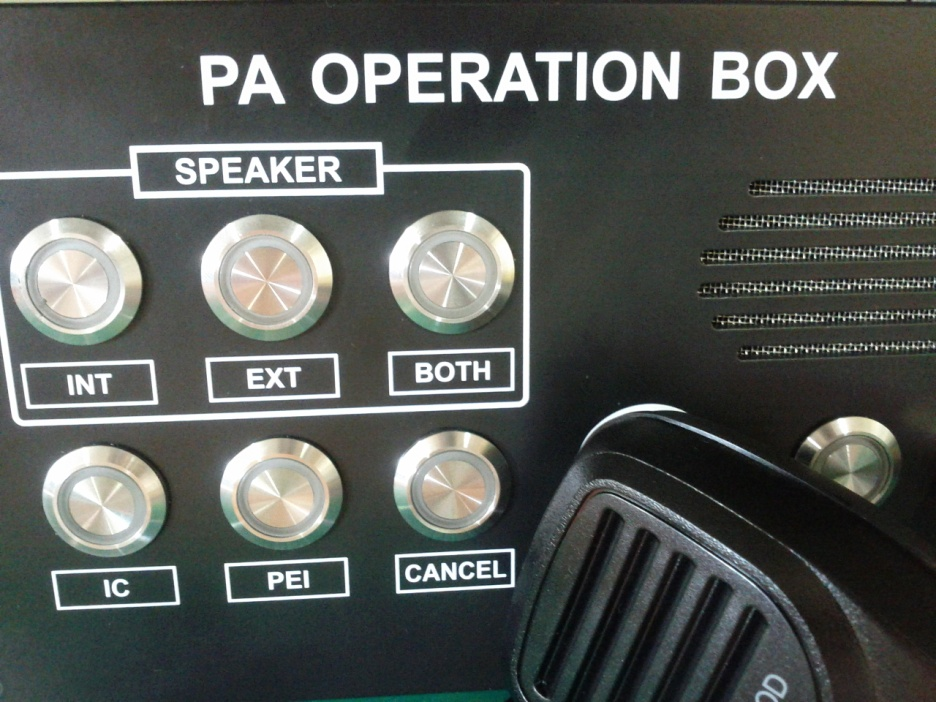 PA OPERATION BOX
SPEAKER
INT
EXT
BOTH
IC
PEI
CANCEL